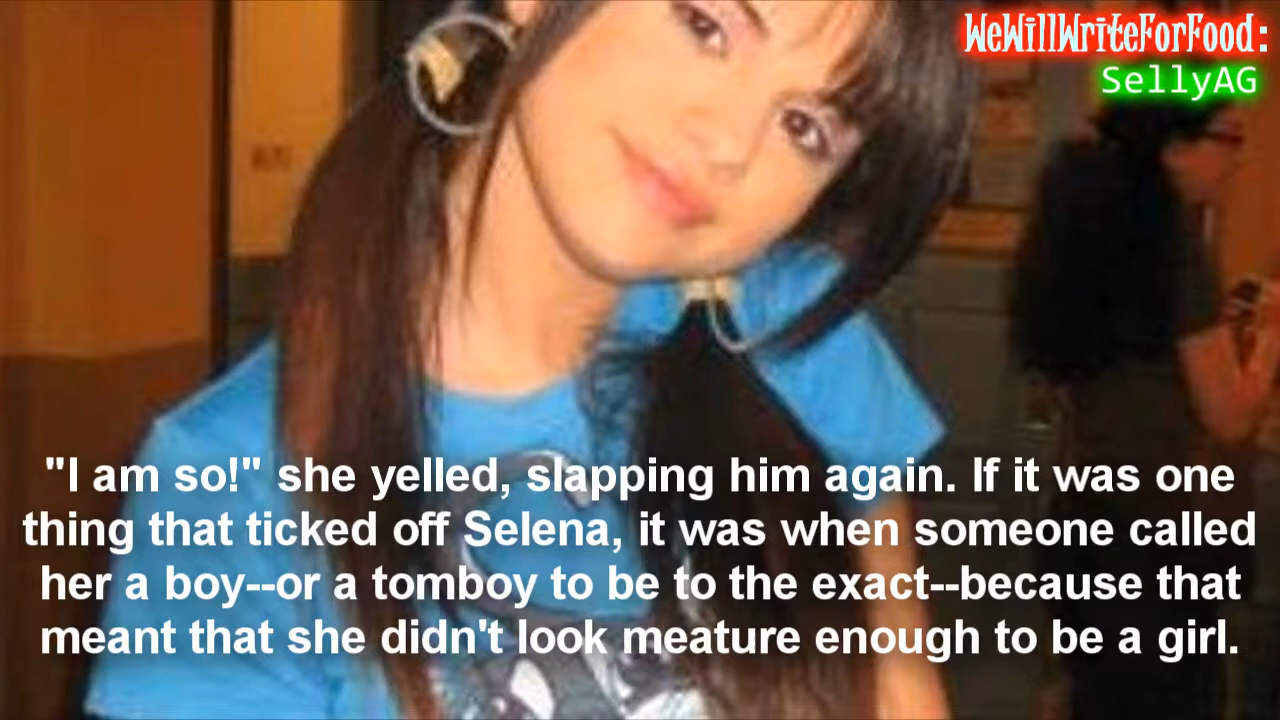 WeWillWriteForFood:
SellyAG
"I am so!" she yelled, slapping him again. If it was one
thing that ticked off Selena, it was when someone called
her a boy--or a tomboy to be to the exact--because that
meant that she didn't look meature enough to be a girl.